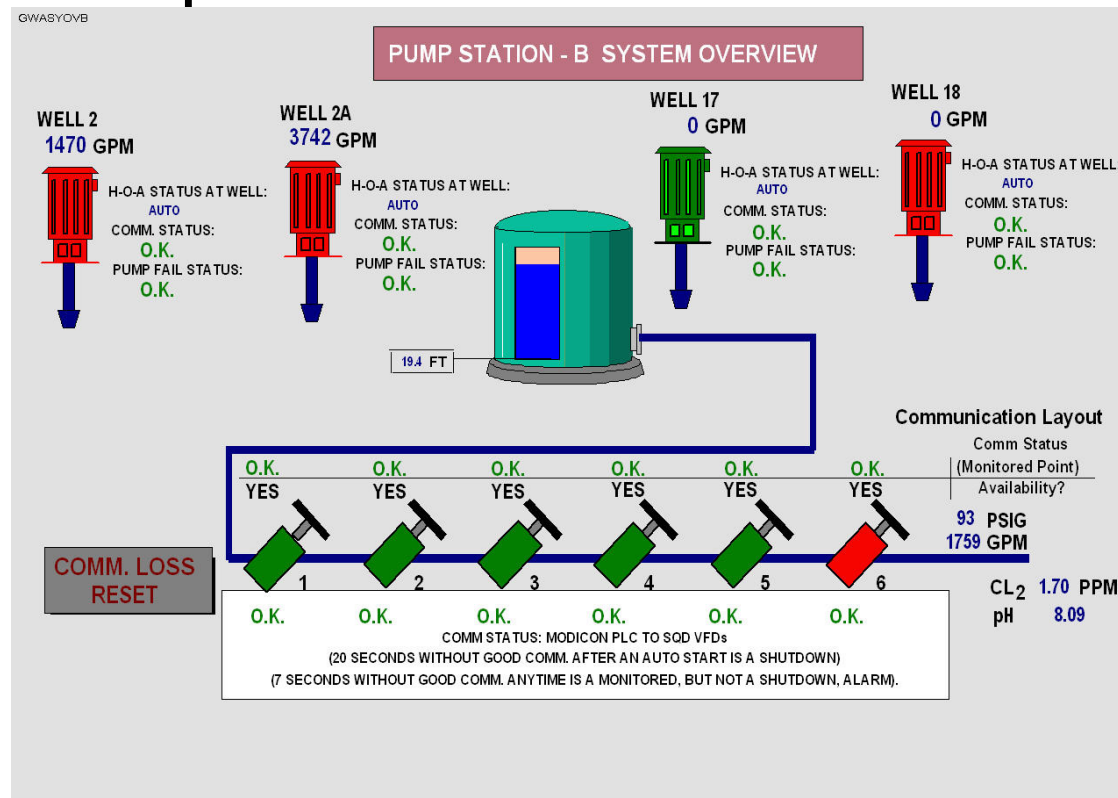 GWASYOVB
PUMP STATION - B SYSTEM OVERVIEW
WELL 2
1470 GPM
H-O-A STATUS AT WELL:
AUTO
COMM. STATUS:
O.K.
PUMP FAIL STATUS:
O.K.
WELL 2A
3742 GPM
H-O-A STATUS AT WELL:
AUTO
COMM. STATUS:
O.K.
PUMP FAIL STATUS:
O.K.
WELL 17
0 GPM
H-O-A STATUS AT WELL:
AUTO
COMM. STATUS:
O.K.
PUMP FAIL STATUS:
O.K.
WELL 18
0 GPM
H-O-A STATUS AT WELL:
AUTO
COMM. STATUS:
O.K.
PUMP FAIL STATUS:
O.K.
19.4 FT
Communication Layout
Comm Status
(Monitored Point)
Availability?
O.K. O.K. O.K. O.K. O.K. O.K.
YES YES YES YES YES YES
93 PSIG
1759 GPM
COMM. LOSS
RESET
1 2 3 4 5 6
CL2 1.70 PPM
pH 8.09
O.K. O.K. O.K. O.K. O.K. O.K.
COMM STATUS: MODICON PLC TO SQD VFDs
(20 SECONDS WITHOUT GOOD COMM. AFTER AN AUTO START IS A SHUTDOWN)
(7 SECONDS WITHOUT GOOD COMM. ANYTIME IS A MONITORED, BUT NOT A SHUTDOWN, ALARM).